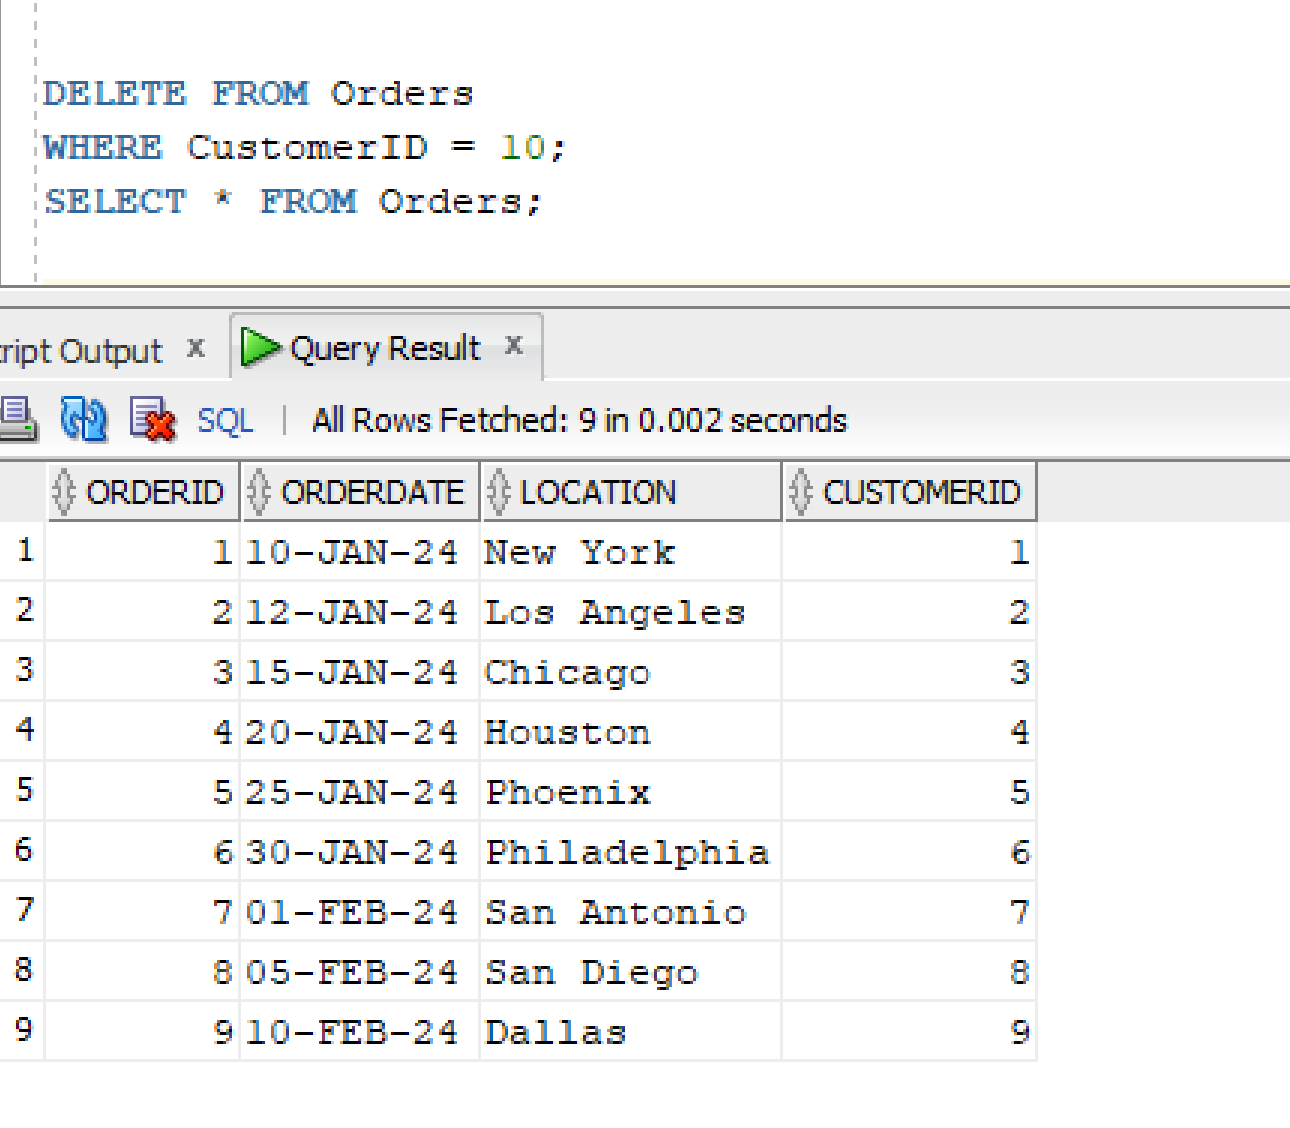 DELETE FROM Orders
WHERE CustomerID = 10;
SELECT * FROM Orders;
ript Output x Query Result x
SQL | All Rows Fetched: 9 in 0.002 seconds
ORDERID ORDERDATE LOCATION CUSTOMERID
1 1 10-JAN-24 New York 1
2 2 12-JAN-24 Los Angeles 2
3 3 15-JAN-24 Chicago 3
4 4 20-JAN-24 Houston 4
5 5 25-JAN-24 Phoenix 5
6 6 30-JAN-24 Philadelphia 6
7 7 01-FEB-24 San Antonio 7
8 8 05-FEB-24 San Diego 8
9 9 10-FEB-24 Dallas 9